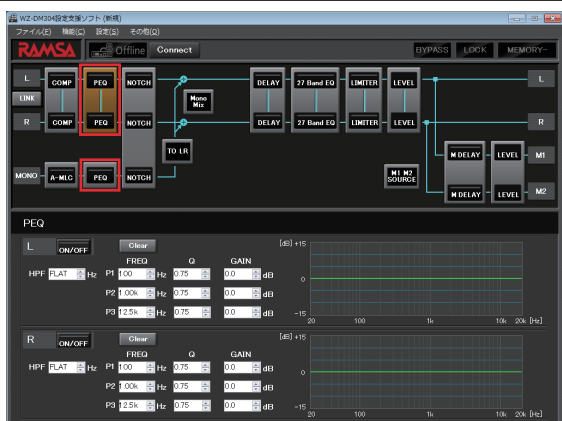 WZ-DM304設定支援ソフト (新規)
ファイル(F) 機能(C) 設定(S) その他(O)
RAMSA Offline Connect BYPASS LOCK MEMORY--
L COMP PEQ NOTCH DELAY 27 Band EQ LIMITER LEVEL L
LINK Mono Mix
R COMP PEQ NOTCH DELAY 27 Band EQ LIMITER LEVEL R
TO LR M DELAY LEVEL M1
MONO A-MLC PEQ NOTCH M1 M2 SOURCE
M DELAY LEVEL M2
PEQ
L ON/OFF Clear [dB] +15
FREQ Q GAIN
HPF FLAT Hz P1 100 Hz 0.75 0.0 dB 0
P2 1.00k Hz 0.75 0.0 dB
P3 12.5k Hz 0.75 0.0 dB -15
20 100 1k 10k 20k [Hz]
R ON/OFF Clear [dB] +15
FREQ Q GAIN
HPF FLAT Hz P1 100 Hz 0.75 0.0 dB 0
P2 1.00k Hz 0.75 0.0 dB
P3 12.5k Hz 0.75 0.0 dB -15
20 100 1k 10k 20k [Hz]